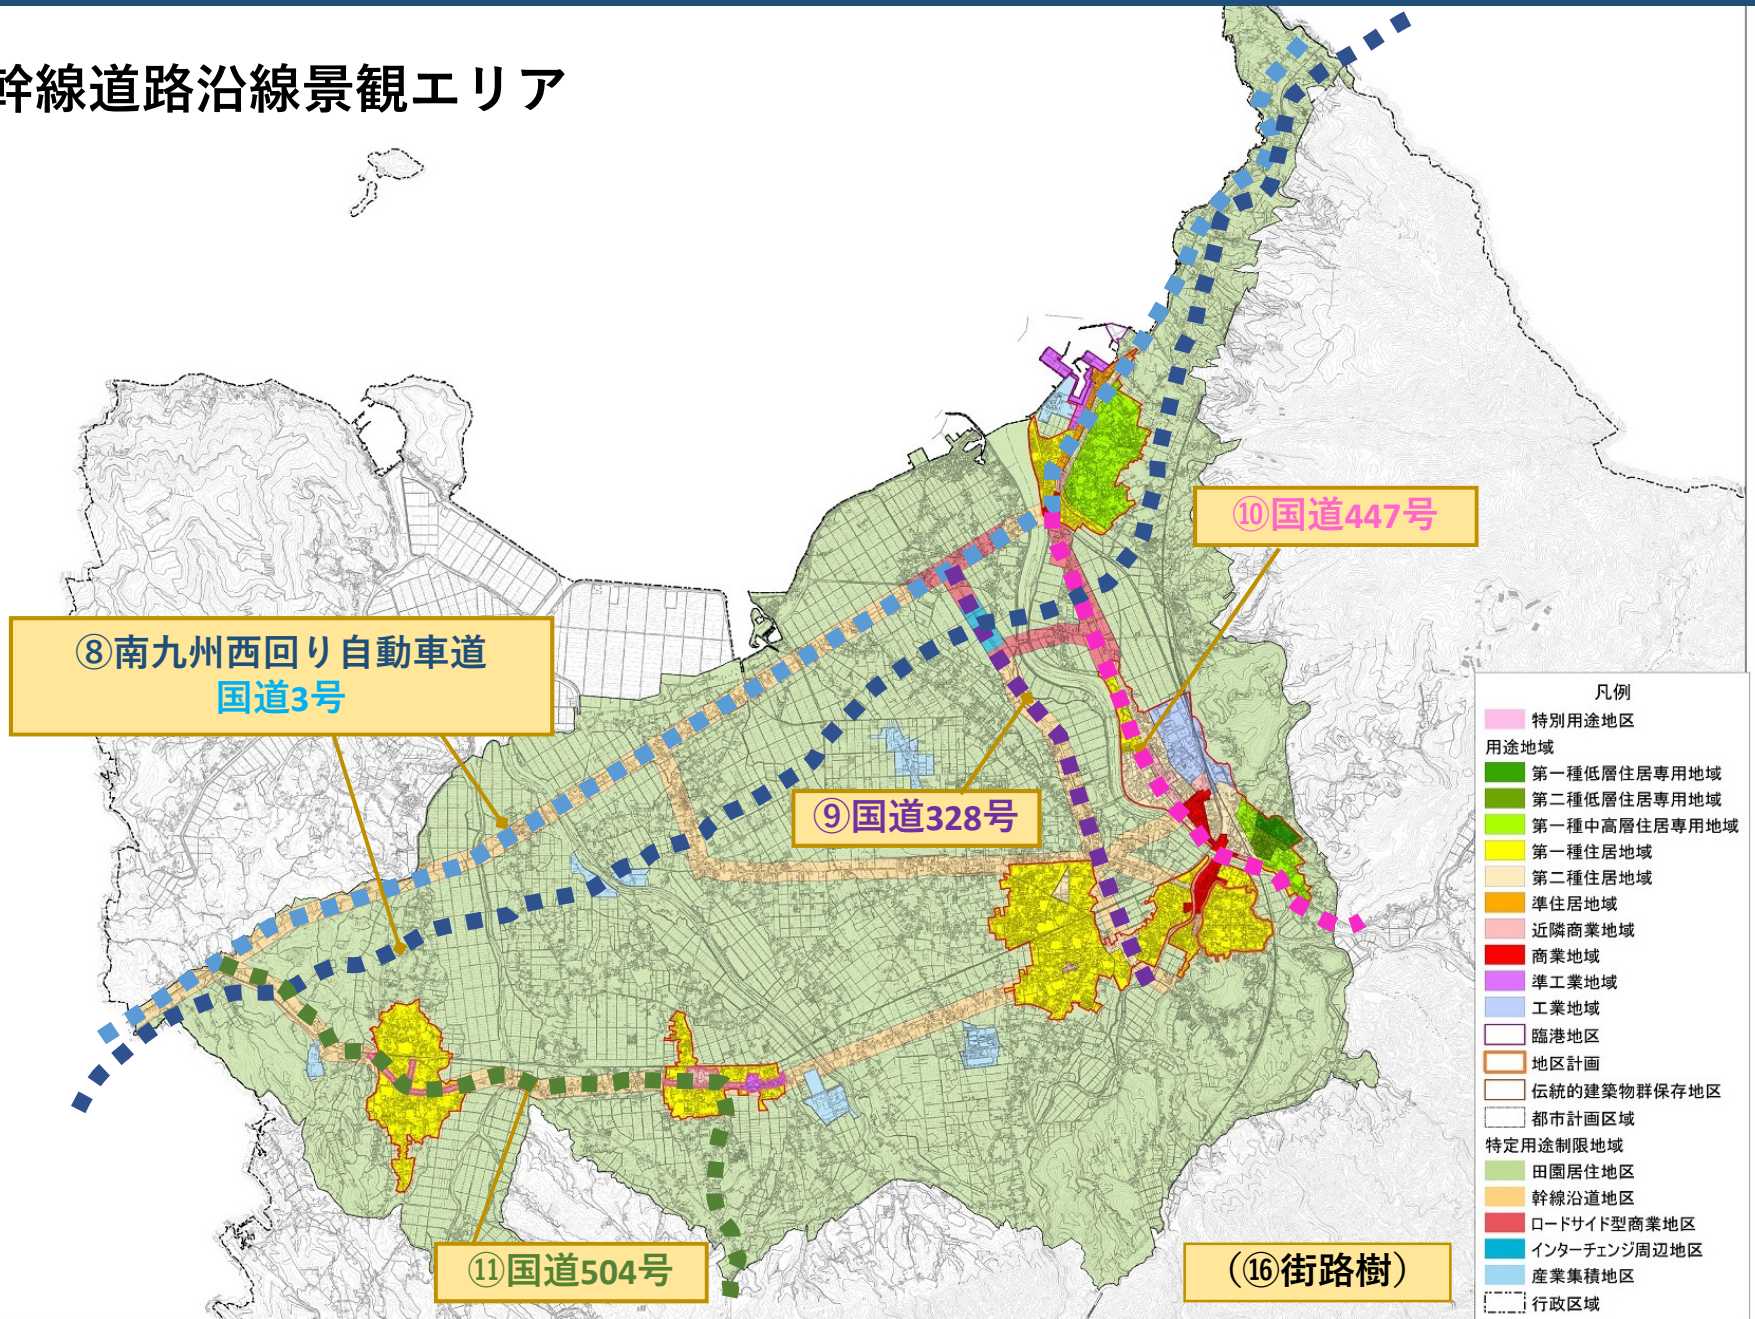 幹線道路沿線景観エリア
⑩国道447号
⑧南九州西回り自動車道
国道3号
⑨国道328号
⑪国道504号
（⑯街路樹）
凡例
特別用途地区
用途地域
第一種低層住居専用地域
第二種低層住居専用地域
第一種中高層住居専用地域
第一種住居地域
第二種住居地域
準住居地域
近隣商業地域
商業地域
準工業地域
工業地域
臨港地区
地区計画
伝統的建築物群保存地区
都市計画区域
特定用途制限地域
田園居住地区
幹線沿道地区
ロードサイド型商業地区
インターチェンジ周辺地区
産業集積地区
行政区域